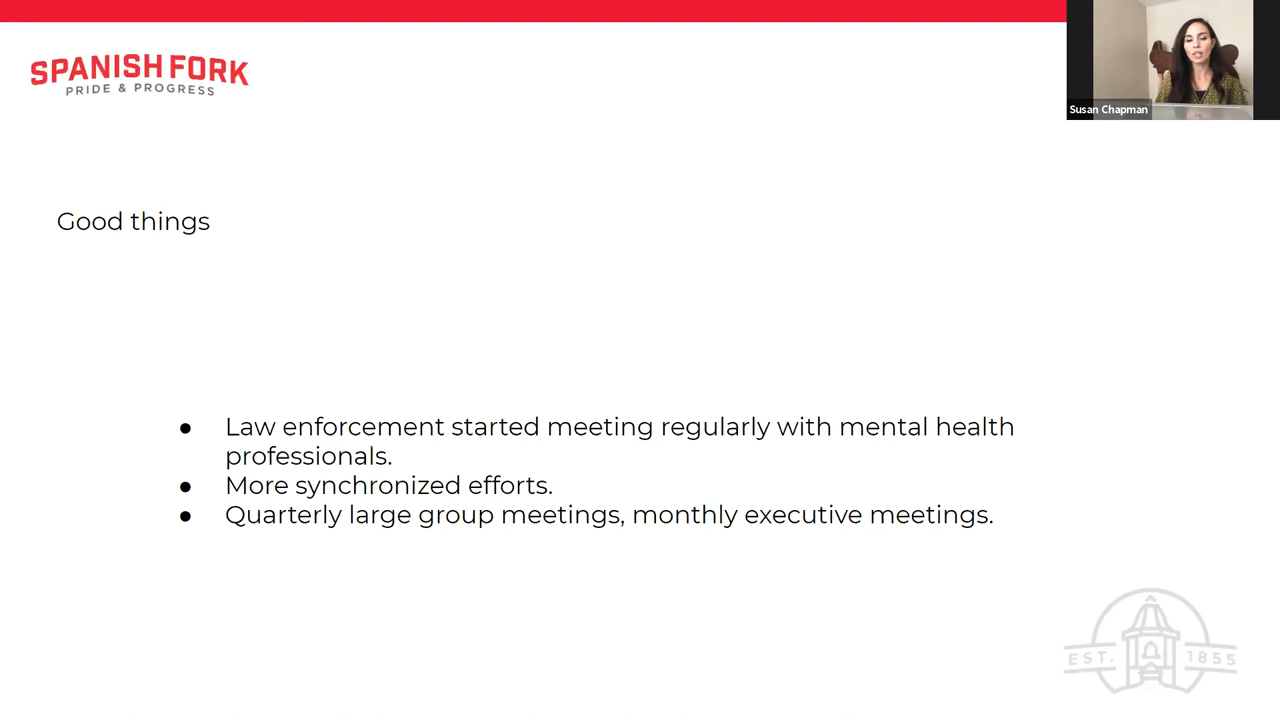 SPANISH FORK
PRIDE & PROGRESS
Susan Chapman
Good things
● Law enforcement started meeting regularly with mental health
professionals.
● More synchronized efforts.
● Quarterly large group meetings, monthly executive meetings.
EST. 1855